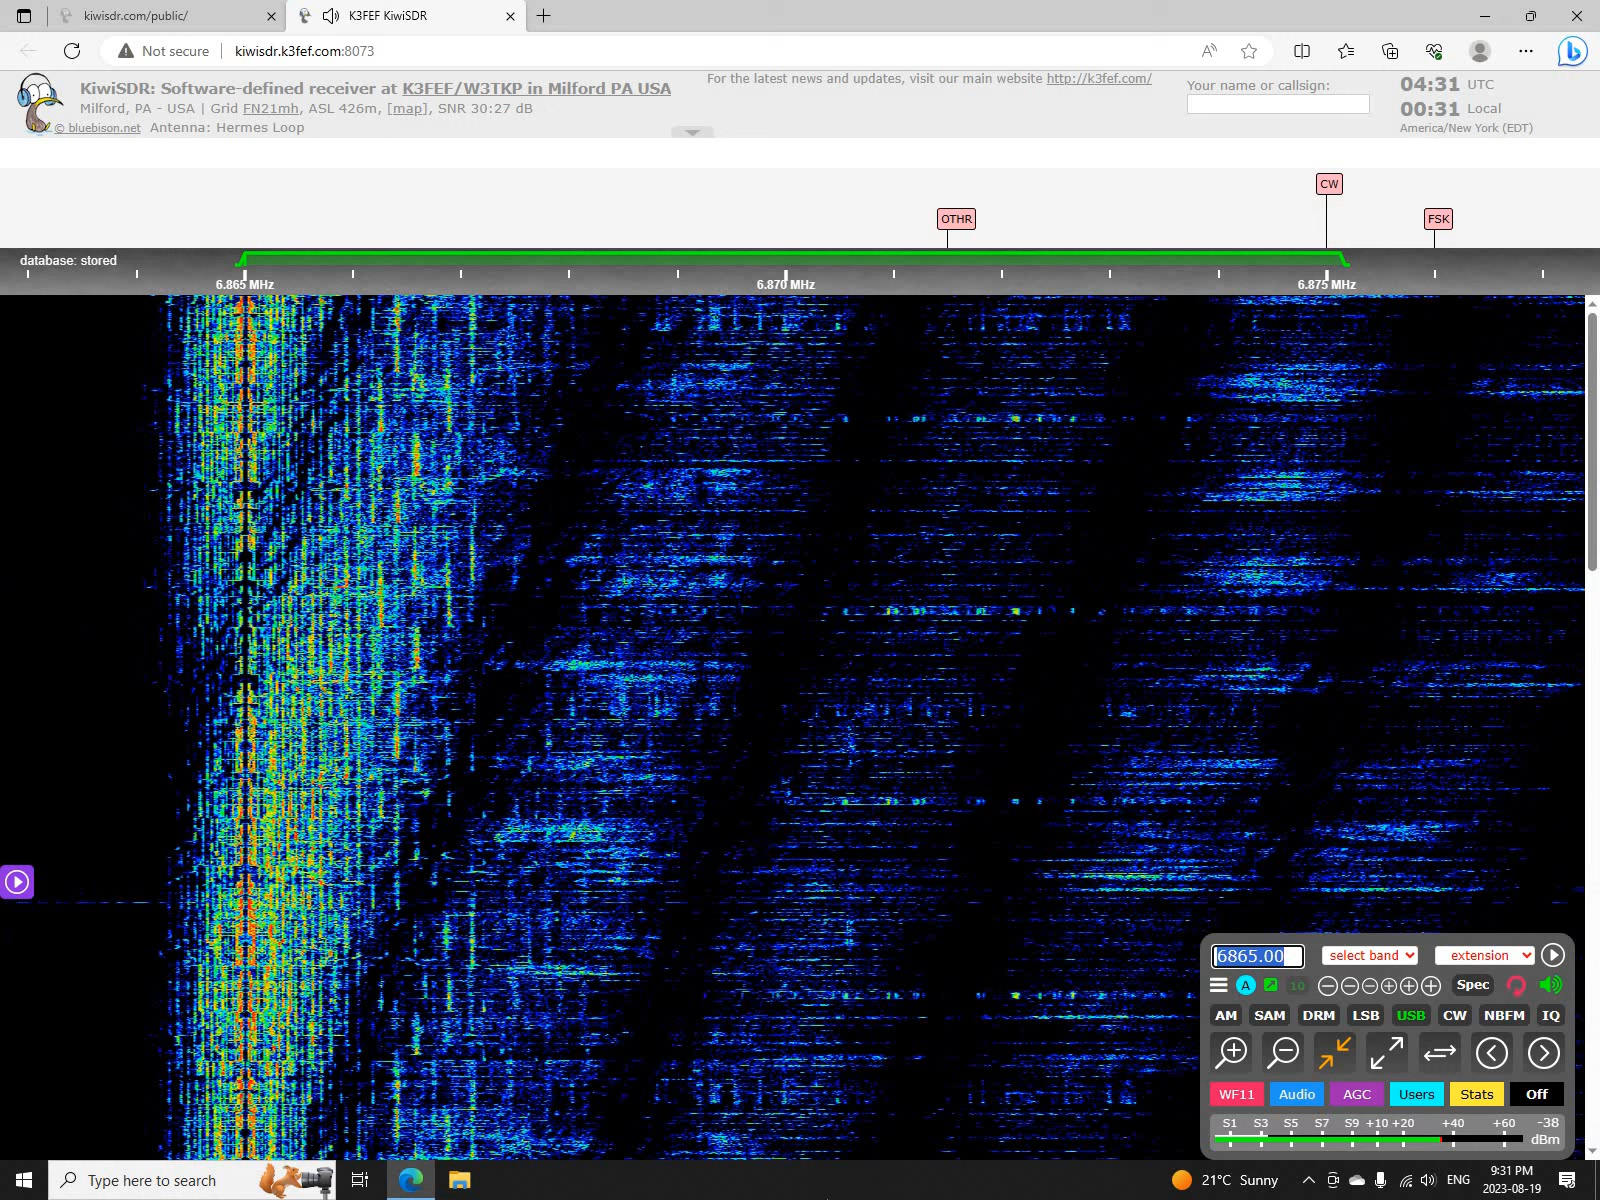 kiwisdr.com/public/
K3FEF KiwiSDR
Not secure
kiwisdr.k3fef.com:8073
KiwiSDR: Software-defined receiver at K3FEF/W3TKP in Milford PA USA
Milford, PA - USA | Grid FN21mh, ASL 426m, [map], SNR 30:27 dB
© bluebison.net Antenna: Hermes Loop
For the latest news and updates, visit our main website http://k3fef.com/
Your name or callsign:
04:31 UTC
00:31 Local
America/New York (EDT)
CW
OTHR
FSK
database: stored
6.865 MHz
6.870 MHz
6.875 MHz
6865.00
select band
extension
A
10
Spec
AM SAM DRM LSB USB CW NBFM IQ
WF11 Audio AGC Users Stats Off
S1 S3 S5 S7 S9 +10 +20 +40 +60 -38
dBm
Type here to search
21°C Sunny
ENG
9:31 PM
2023-08-19